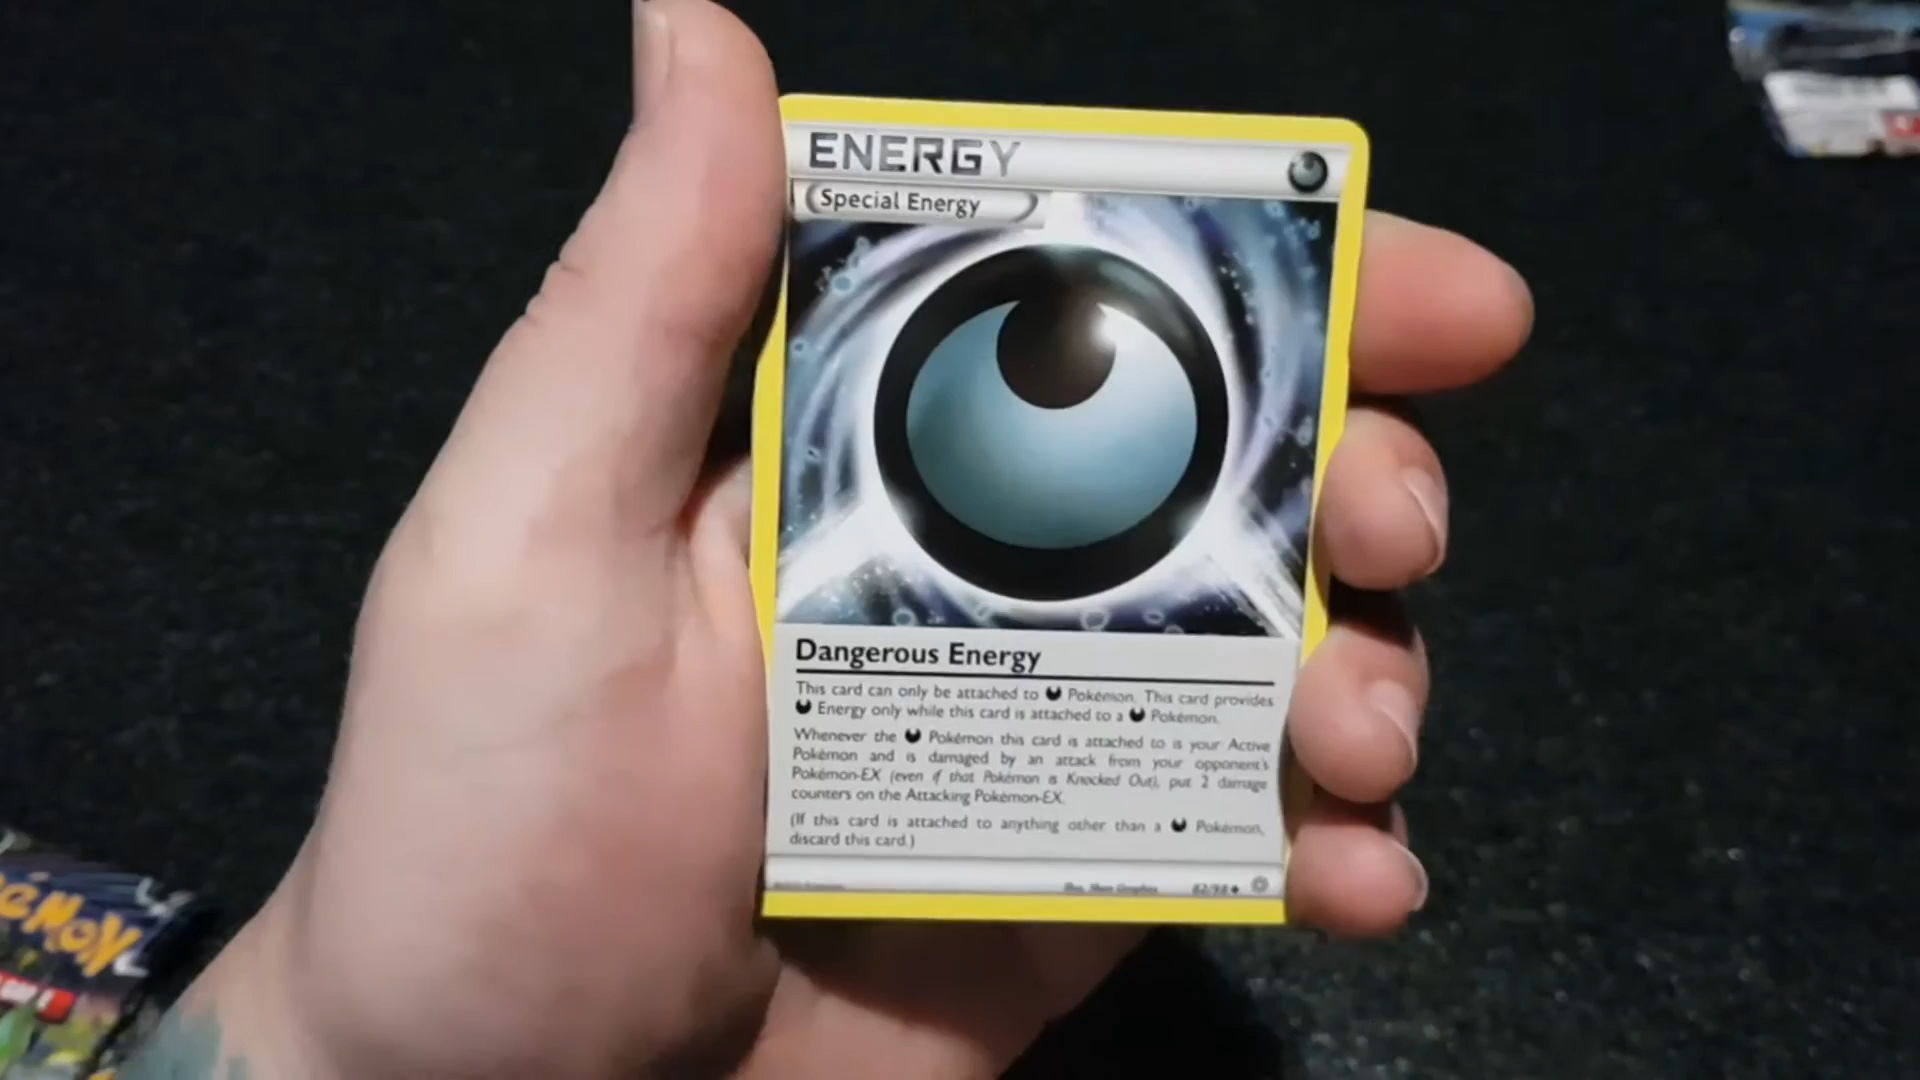 ENERGY
Special Energy
Dangerous Energy
This card can only be attached to Pokémon. This card provides
Energy only while this card is attached to a Pokémon.
Whenever the Pokémon this card is attached to is your Active
Pokémon and is damaged by an attack from your opponent's
Pokémon-EX (even if that Pokémon is Knocked Out), put 2 damage
counters on the Attacking Pokémon-EX.
(If this card is attached to anything other than a Pokémon,
discard this card.)
82/98